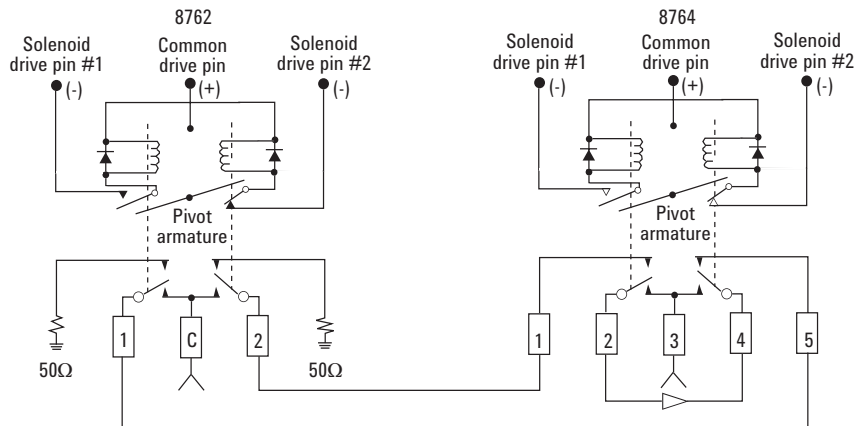 8762
Solenoid
drive pin #1
(-)
Common
drive pin
(+)
Solenoid
drive pin #2
(-)
Pivot
armature
50Ω
1
C
2
50Ω
8764
Solenoid
drive pin #1
(-)
Common
drive pin
(+)
Solenoid
drive pin #2
(-)
Pivot
armature
1
2
3
4
5